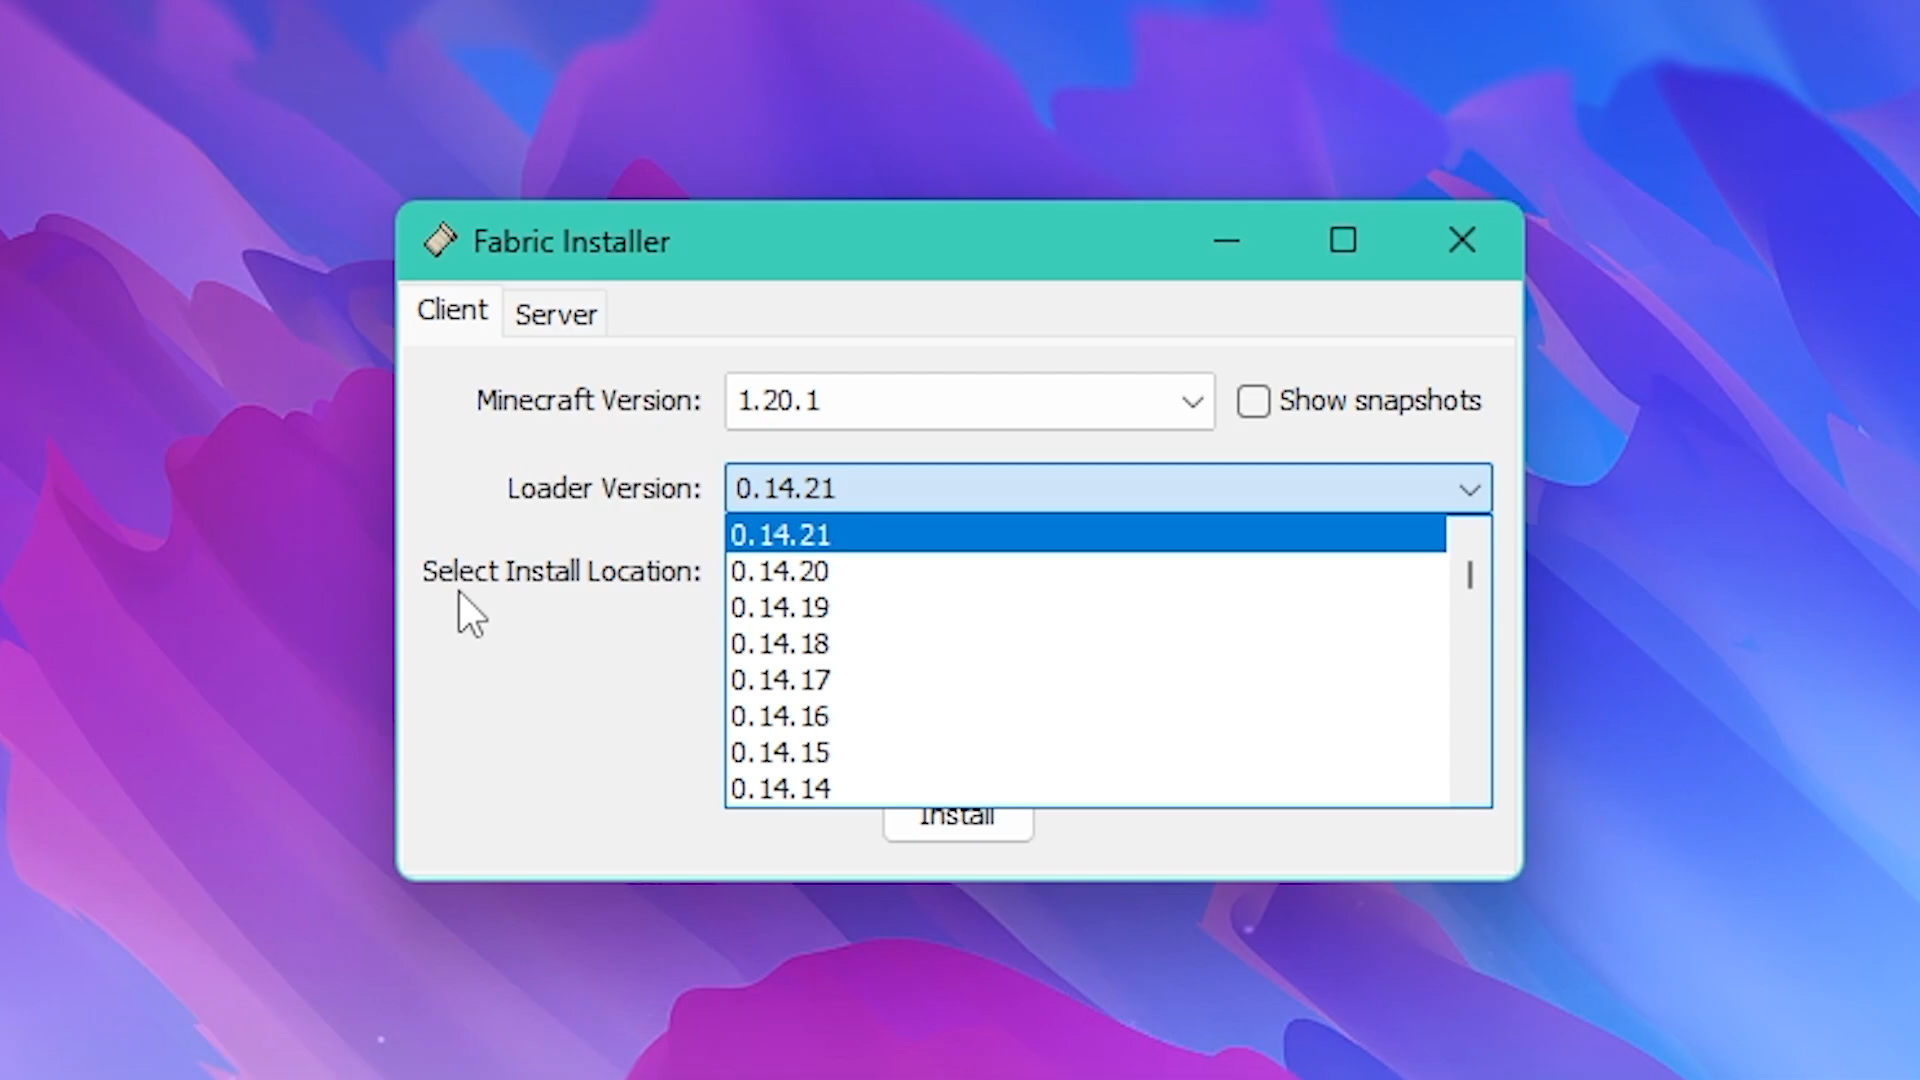 Fabric Installer
Client
Server
Minecraft Version:
1.20.1
Show snapshots
Loader Version:
0.14.21
0.14.21
0.14.20
0.14.19
0.14.18
0.14.17
0.14.16
0.14.15
0.14.14
Select Install Location:
Install